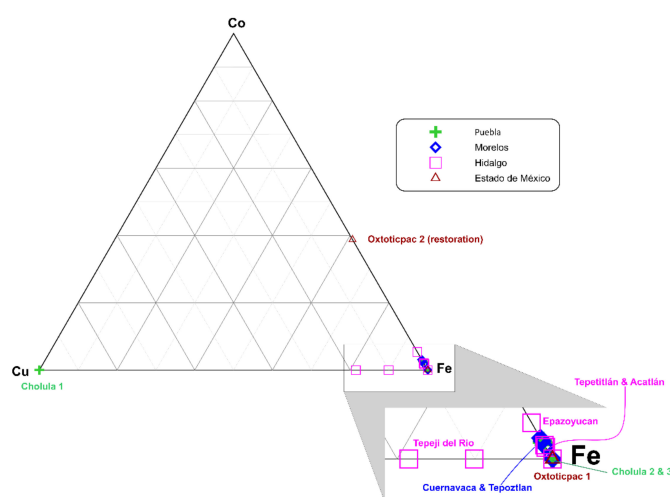 Co
Puebla
Morelos
Hidalgo
Estado de México
Oxtoticpac 2 (restoration)
Cu
Fe
Cholula 1
Tepetitlán & Acatlán
Epazoyucan
Tepeji del Rio
Fe
Cholula 2 & 3
Oxtoticpac 1
Cuernavaca & Tepoztlan